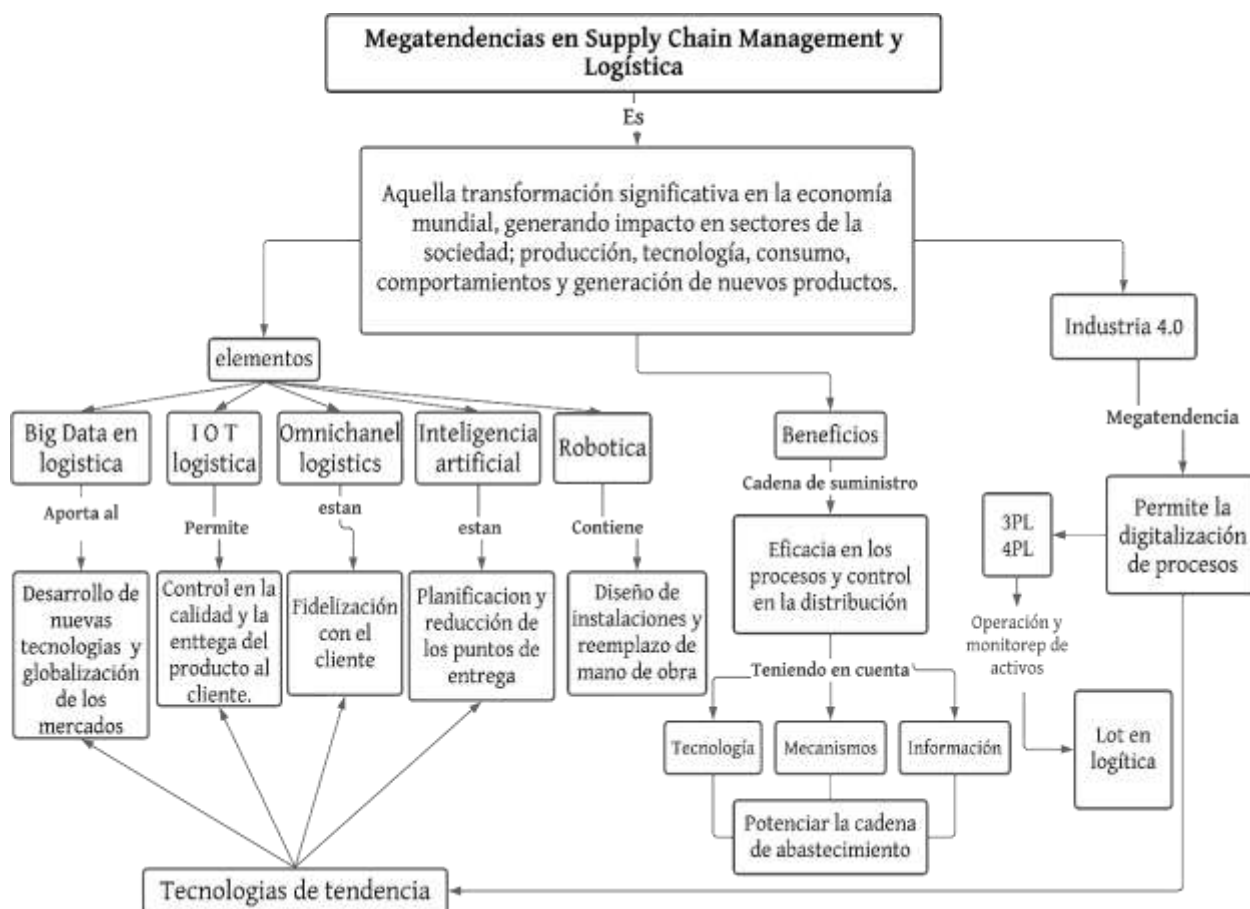 Megatendencias en Supply Chain Management y
Logística
Es
Aquella transformación significativa en la economía
mundial, generando impacto en sectores de la
sociedad; producción, tecnología, consumo,
comportamientos y generación de nuevos productos.
elementos
Industria 4.0
Big Data en
logistica
I O T
logistica
Omnichanel
logistics
Inteligencia
artificial
Robotica
Beneficios
Megatendencia
Aporta al
Permite
estan
estan
Contiene
Cadena de suministro
3PL
4PL
Permite la
digitalización
de procesos
Desarrollo de
nuevas
tecnologias y
globalización
de los
mercados
Control en la
calidad y la
enttega del
producto al
cliente.
Fidelización
con el
cliente
Planificacion y
reducción de
los puntos de
entrega
Diseño de
instalaciones y
reemplazo de
mano de obra
Eficacia en los
procesos y control
en la distribución
Operación y
monitorep de
activos
Teniendo en cuenta
Tecnología
Mecanismos
Información
Lot en
logítica
Potenciar la cadena
de abastecimiento
Tecnologias de tendencia